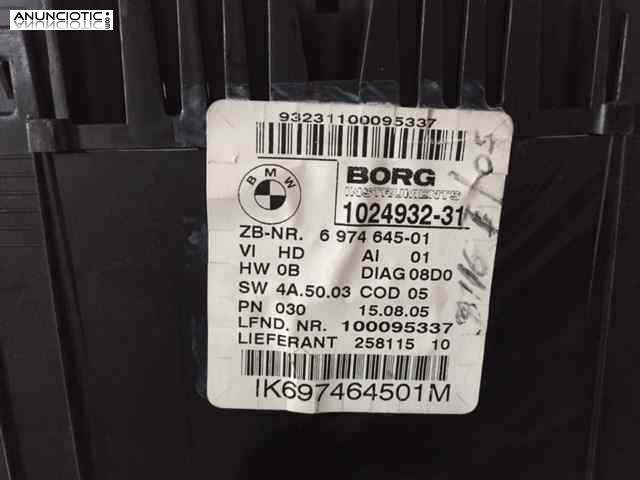 ANUNCIOTIC
.com
93231100095337
BMW
BORG
INSTRUMENTS
1024932-31
ZB-NR. 6 974 645-01
VI HD AI 01
HW 0B DIAG 08D0
SW 4A.50.03 COD 05
PN 030 15.08.05
LFND. NR. 100095337
LIEFERANT 258115 10
IK697464501M